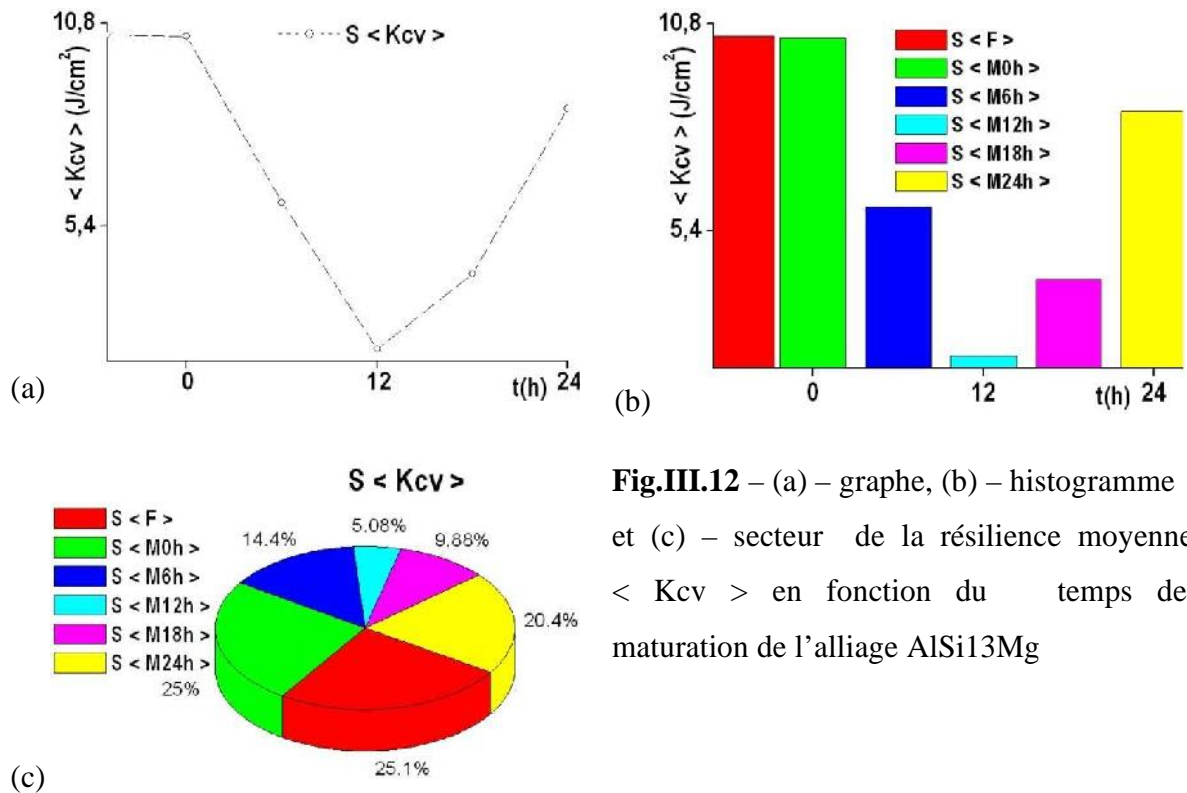 10,8
5,4
< Kcv > (J/cm²)
S < Kcv >
0
12
24
t(h)
(a)
10,8
5,4
< Kcv > (J/cm²)
S < F >
S < M0h >
S < M6h >
S < M12h >
S < M18h >
S < M24h >
0
12
24
t(h)
(b)
S < Kcv >
S < F >
S < M0h >
S < M6h >
S < M12h >
S < M18h >
S < M24h >
14.4%
5.08%
9.88%
20.4%
25%
25.1%
(c)
Fig.III.12 – (a) – graphe, (b) – histogramme
et (c) – secteur de la résilience moyenne
< Kcv > en fonction du temps de
maturation de l’alliage AlSi13Mg